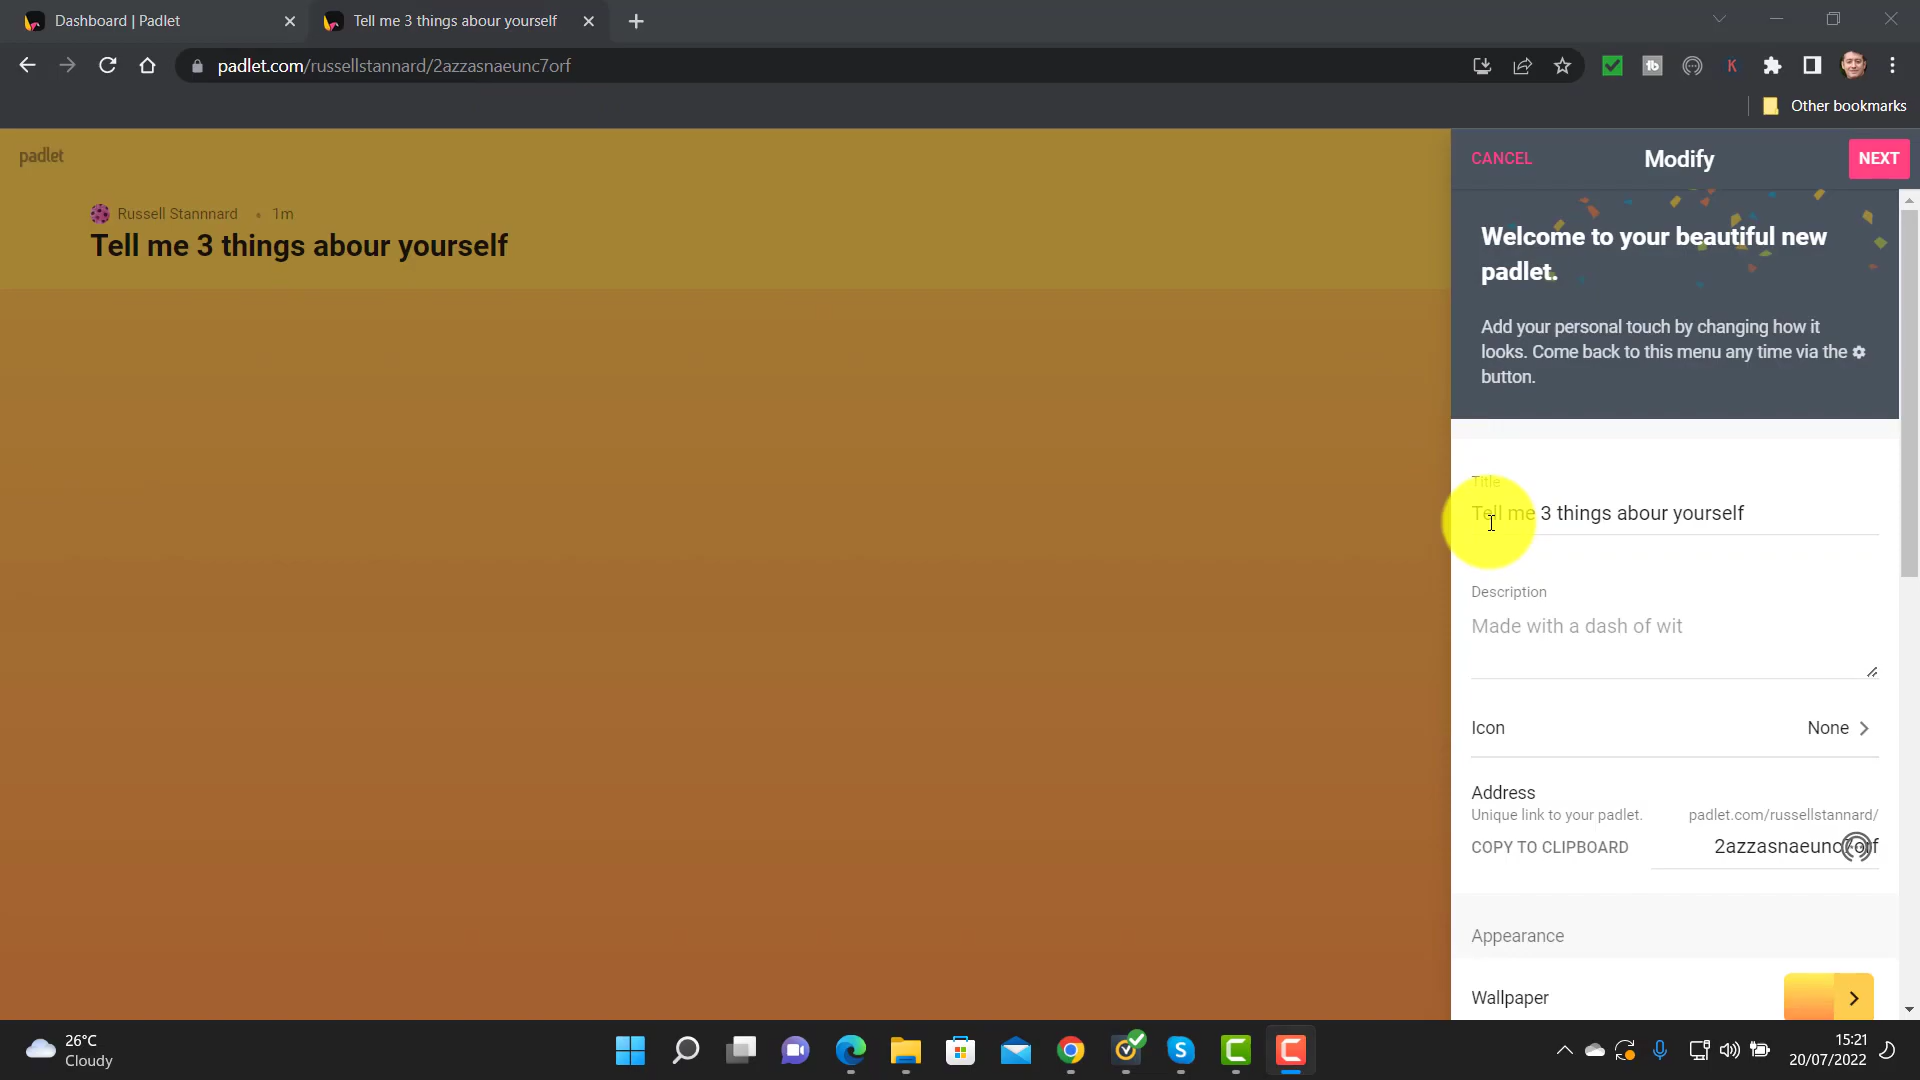 Dashboard | Padlet
Tell me 3 things abour yourself
padlet.com/russellstannard/2azzasnaeunc7orf
Other bookmarks
padlet
Russell Stannnard • 1m
Tell me 3 things abour yourself
CANCEL
Modify
NEXT
Welcome to your beautiful new
padlet.
Add your personal touch by changing how it
looks. Come back to this menu any time via the
button.
Title
Tell me 3 things abour yourself
Description
Made with a dash of wit
Icon
None
Address
Unique link to your padlet.
padlet.com/russellstannard/
COPY TO CLIPBOARD
2azzasnaeunc7orf
Appearance
Wallpaper
26°C
Cloudy
15:21
20/07/2022